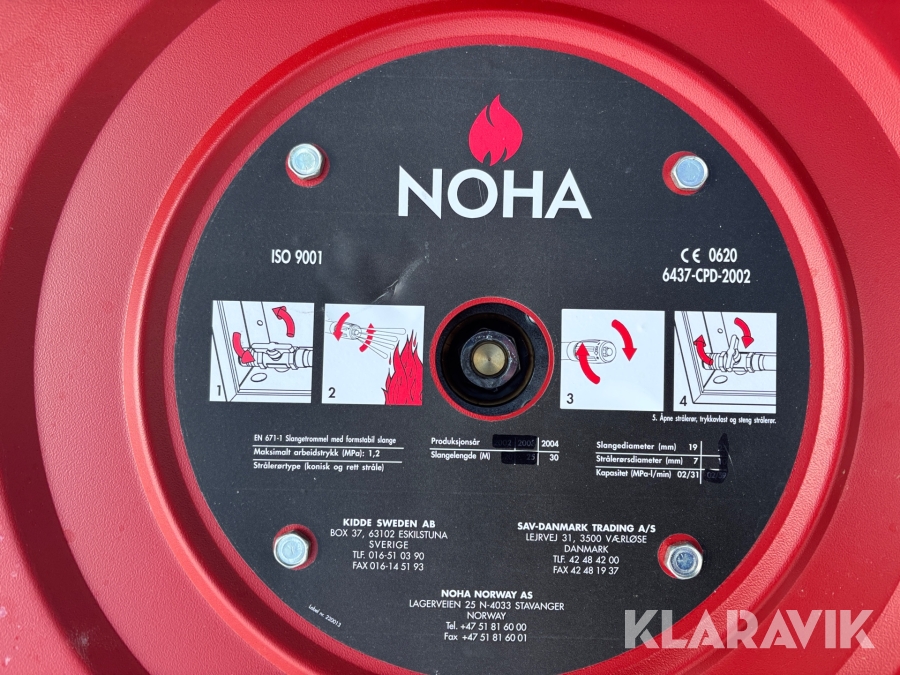 NOHA
ISO 9001
CE 0620
6437-CPD-2002
1
2
3
4
5. Åpne strålerør, trykkavlast og steng strålerør.
EN 671-1 Slangetrommel med formstabil slange
Maksimalt arbeidstrykk (MPa): 1,2
Strålerørtype (konisk og rett stråle)
Produksjonsår 2004
Slangelengde (M) 30
Slangediameter (mm) 19
Strålerørsdiameter (mm) 7
Kapasitet (MPa-l/min) 02/31
KIDDE SWEDEN AB
BOX 37, 63102 ESKILSTUNA
SVERIGE
TLF. 016-51 03 90
FAX 016-14 51 93
SAV-DANMARK TRADING A/S
LEJRVEJ 31, 3500 VÆRLØSE
DANMARK
TLF. 42 48 42 00
FAX 42 48 19 37
NOHA NORWAY AS
LAGERVEIEN 25 N-4033 STAVANGER
NORWAY
Tel. +47 51 81 60 00
Fax +47 51 81 60 01
Label nr. 220013
KLARAVIK